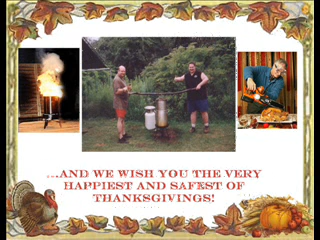 ...AND WE WISH YOU THE VERY
HAPPIEST AND SAFEST OF
THANKSGIVINGS!